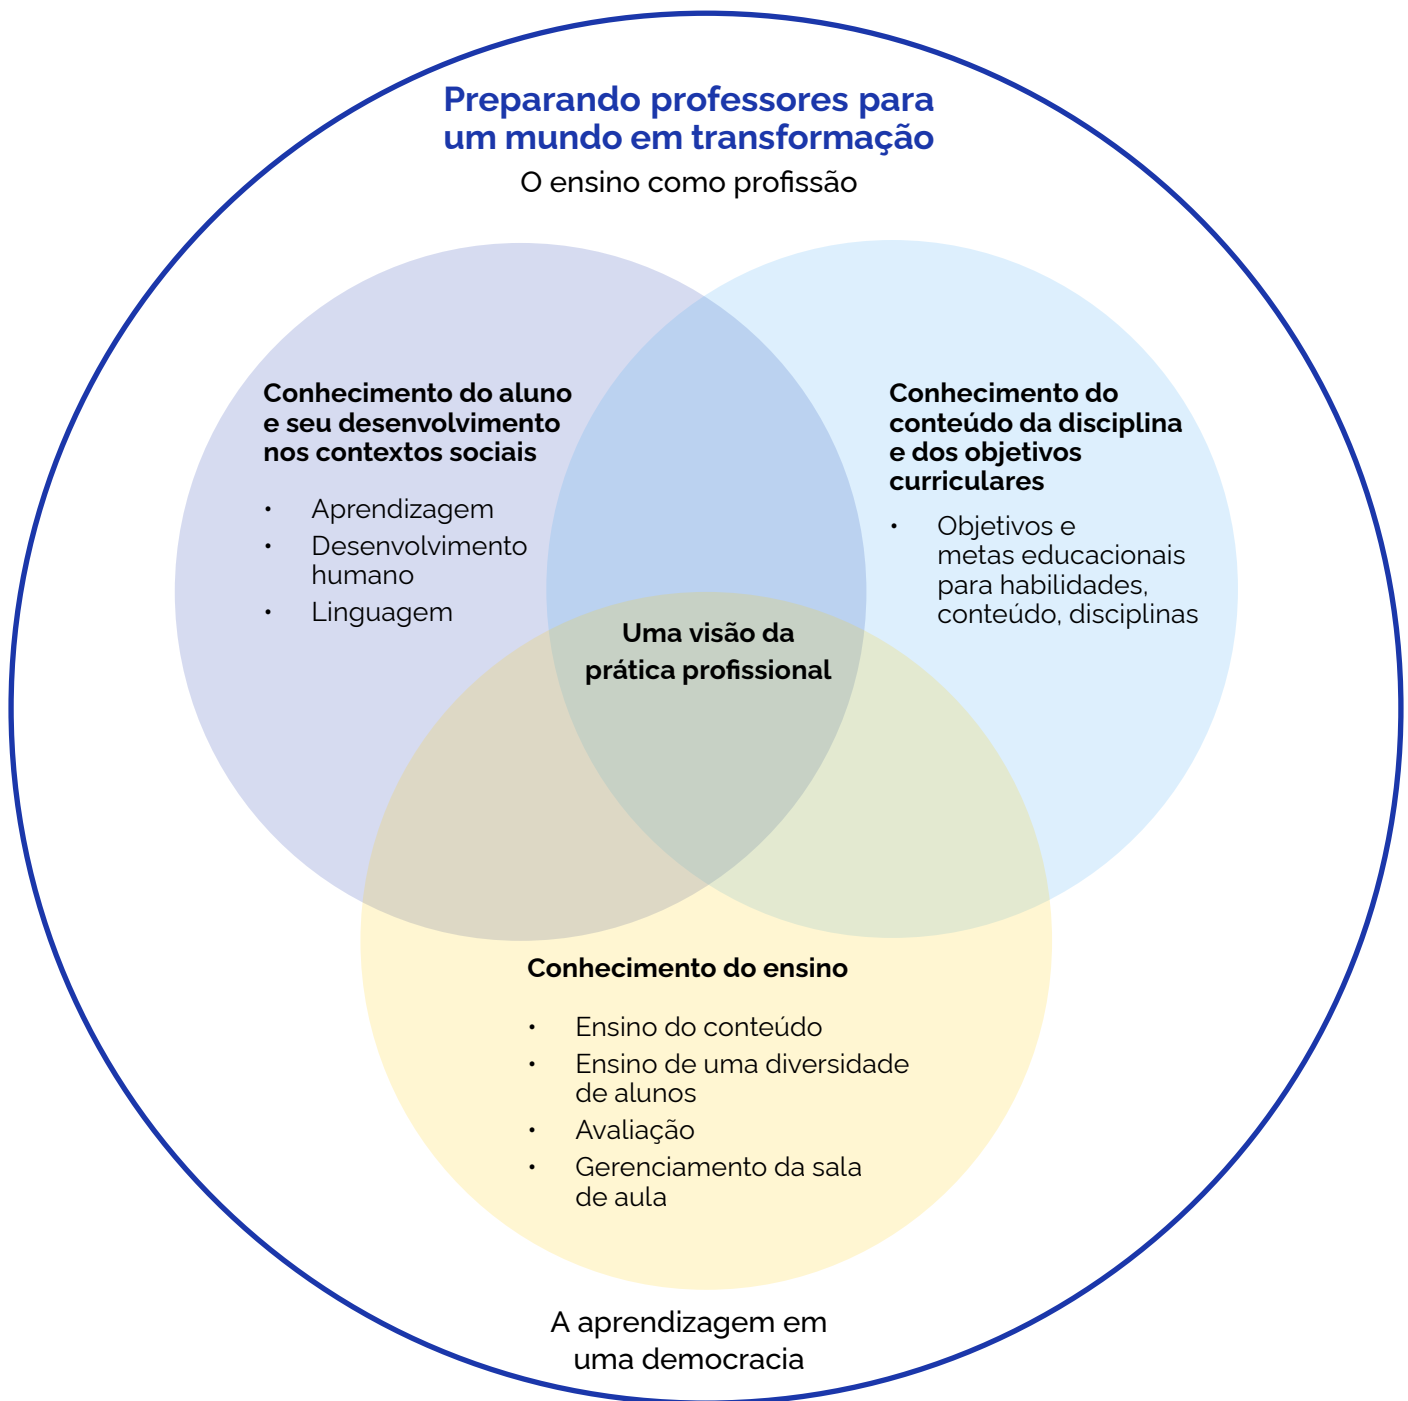 Preparando professores para
um mundo em transformação
O ensino como profissão
Conhecimento do aluno
e seu desenvolvimento
nos contextos sociais
• Aprendizagem
• Desenvolvimento
humano
• Linguagem
Conhecimento do
conteúdo da disciplina
e dos objetivos
curriculares
• Objetivos e
metas educacionais
para habilidades,
conteúdo, disciplinas
Uma visão da
prática profissional
Conhecimento do ensino
• Ensino do conteúdo
• Ensino de uma diversidade
de alunos
• Avaliação
• Gerenciamento da sala
de aula
A aprendizagem em
uma democracia